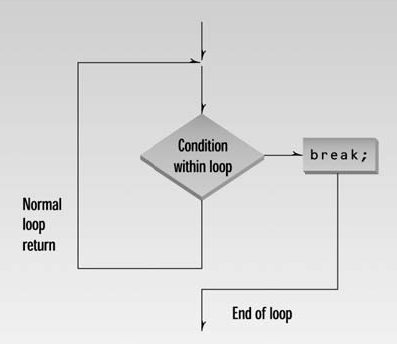 Condition
within loop
break;
Normal
loop
return
End of loop